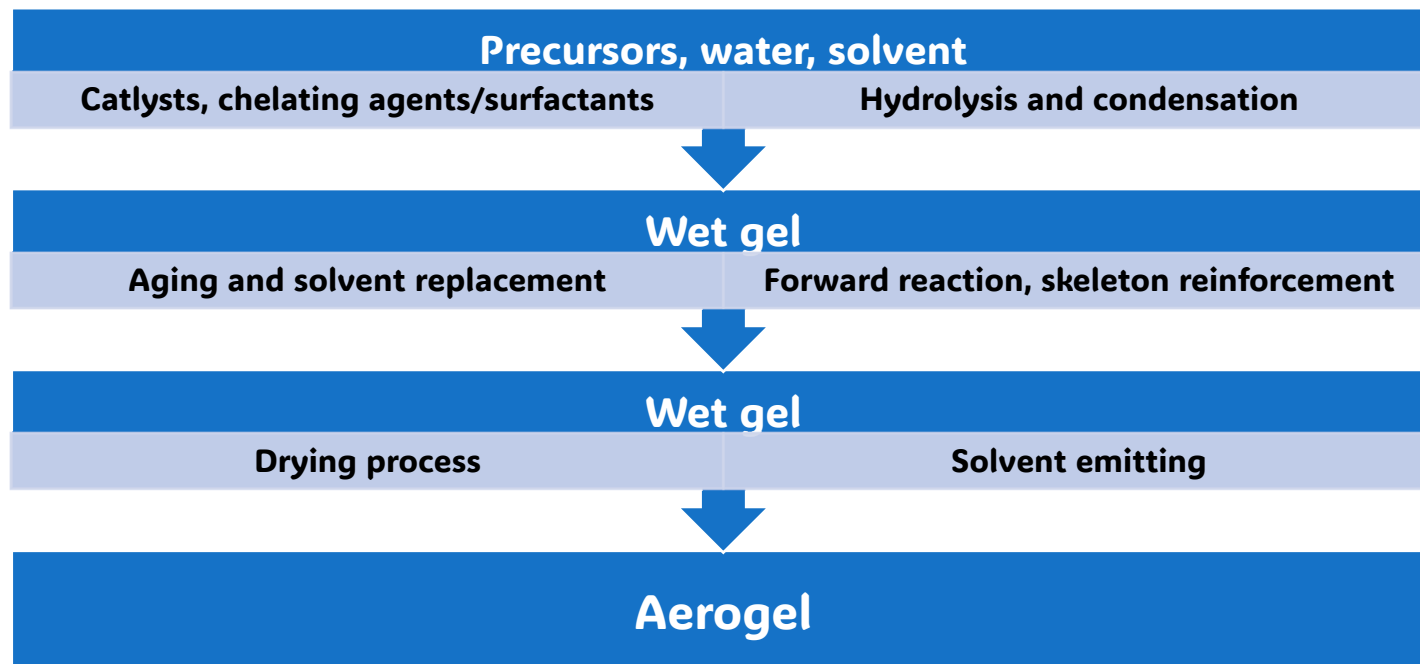 Precursors, water, solvent
Catlysts, chelating agents/surfactants
Hydrolysis and condensation
Wet gel
Aging and solvent replacement
Forward reaction, skeleton reinforcement
Wet gel
Drying process
Solvent emitting
Aerogel